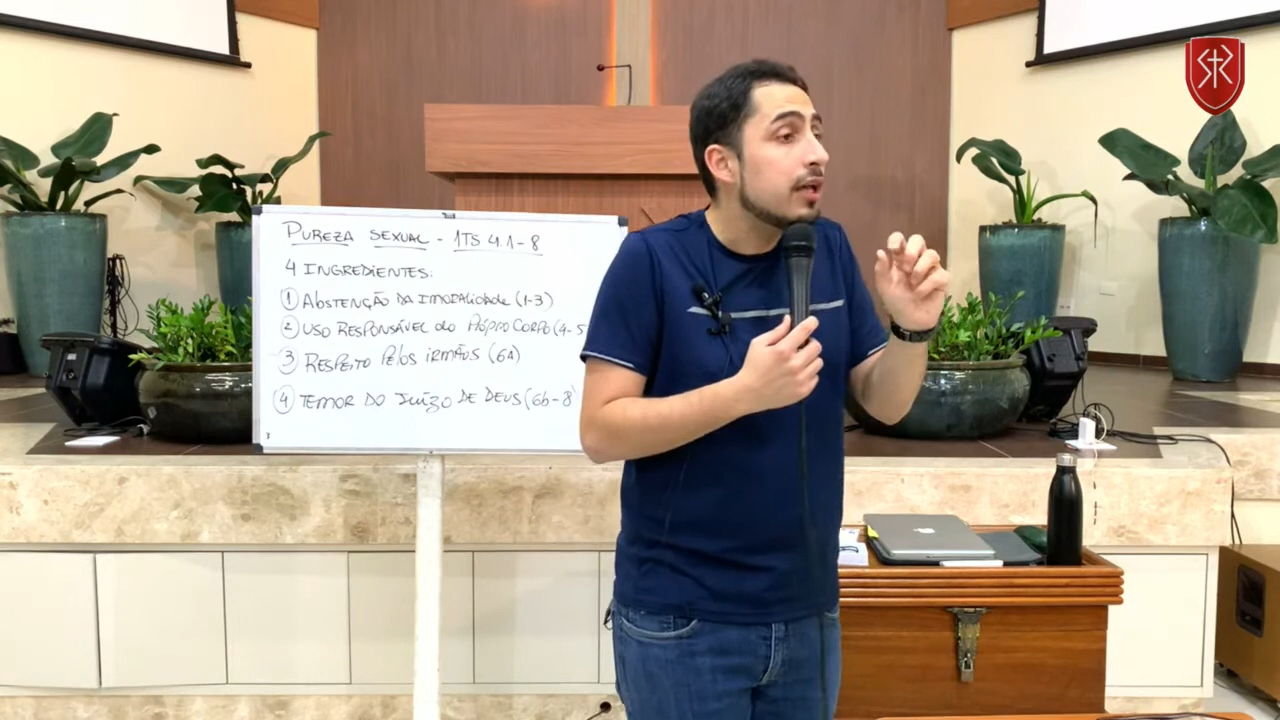 PUREZA SEXUAL - 1TS 4.1-8
4 INGREDIENTES:
1 ABSTENÇÃO DA IMORALIDADE (1-3)
2 USO RESPONSÁVEL do PRÓPRIO CORPO (4-5
3 RESPEITO PELOS IRMÃOS (6A)
4 TEMOR DO JUÍZO DE DEUS (6b-8)